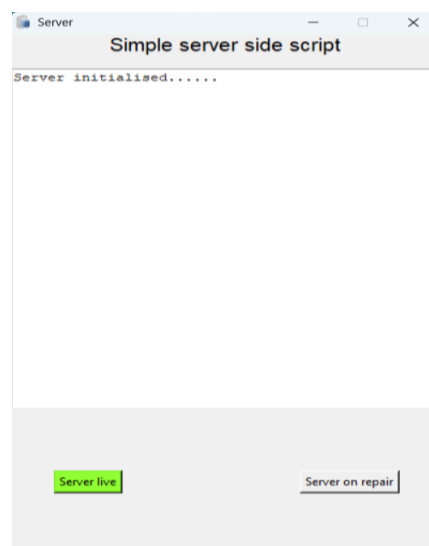 Server
Simple server side script
Server initialised......
Server live
Server on repair